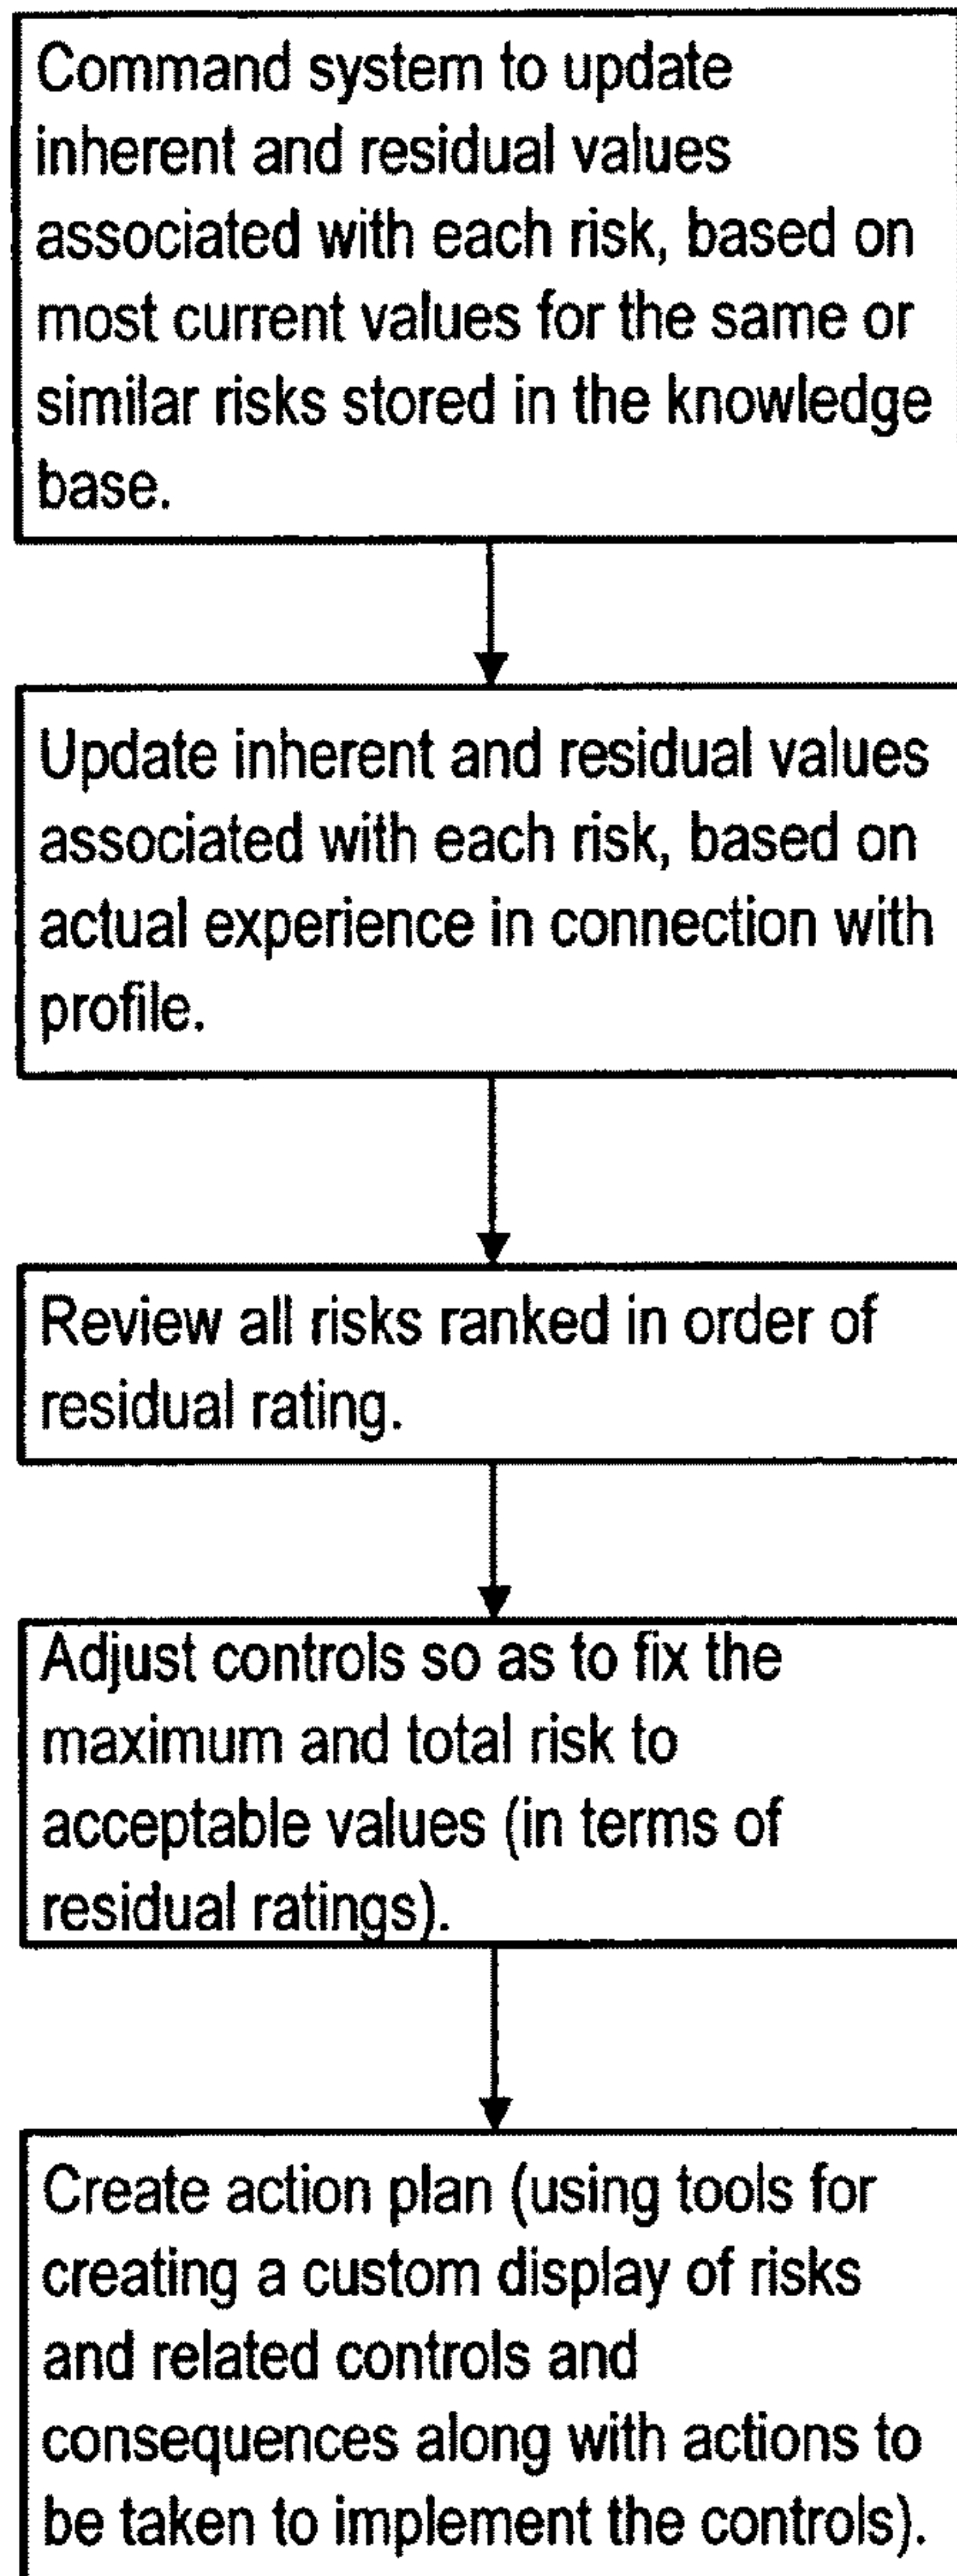 Command system to update
inherent and residual values
associated with each risk, based on
most current values for the same or
similar risks stored in the knowledge
base.
Update inherent and residual values
associated with each risk, based on
actual experience in connection with
profile.
Review all risks ranked in order of
residual rating.
Adjust controls so as to fix the
maximum and total risk to
acceptable values (in terms of
residual ratings).
Create action plan (using tools for
creating a custom display of risks
and related controls and
consequences along with actions to
be taken to implement the controls).